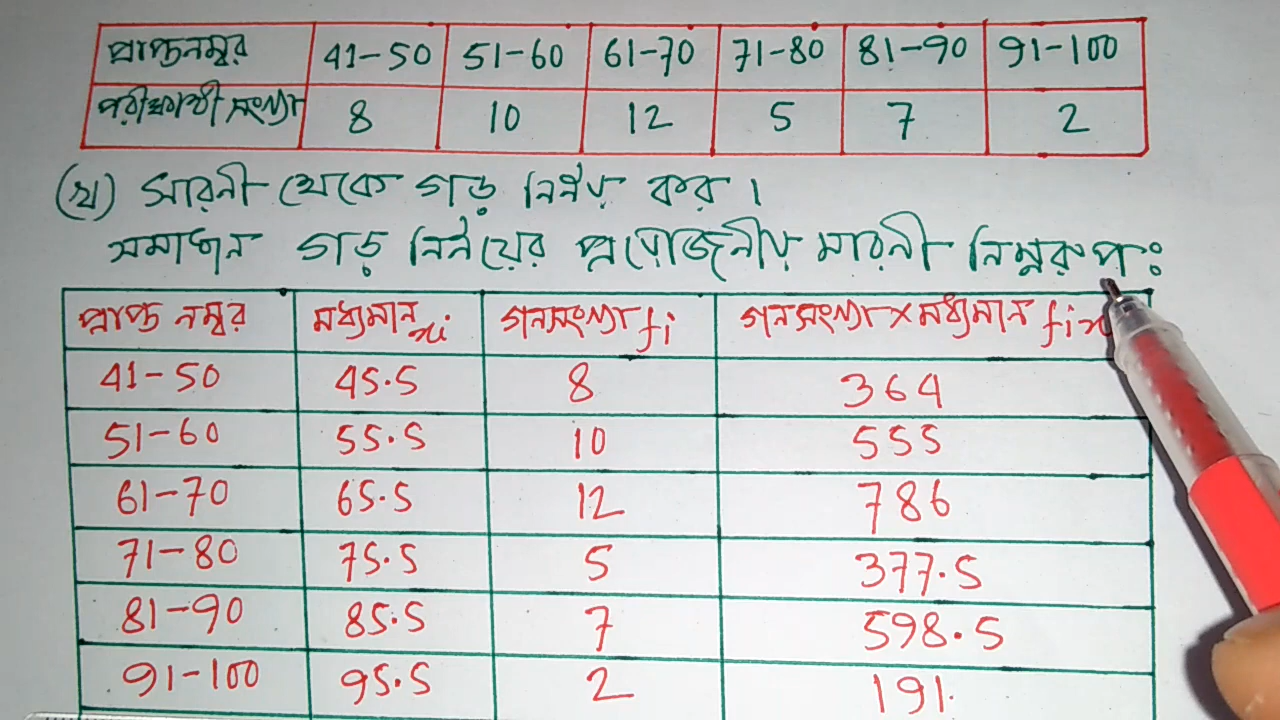 প্রাপ্তনম্বর 41-50 51-60 61-70 71-80 81-90 91-100
পরীক্ষার্থী সংখ্যা 8 10 12 5 7 2
(খ) সারনী থেকে গড় নির্নয় কর।
সমাধান গড় নির্নয়ের প্রয়োজনীয় সারনী নিম্নরুপঃ
প্রাপ্ত নম্বর মধ্যমান xi গনসংখ্যা fi গনসংখ্যা × মধ্যমান fix
41-50 45.5 8 364
51-60 55.5 10 555
61-70 65.5 12 786
71-80 75.5 5 377.5
81-90 85.5 7 598.5
91-100 95.5 2 191.